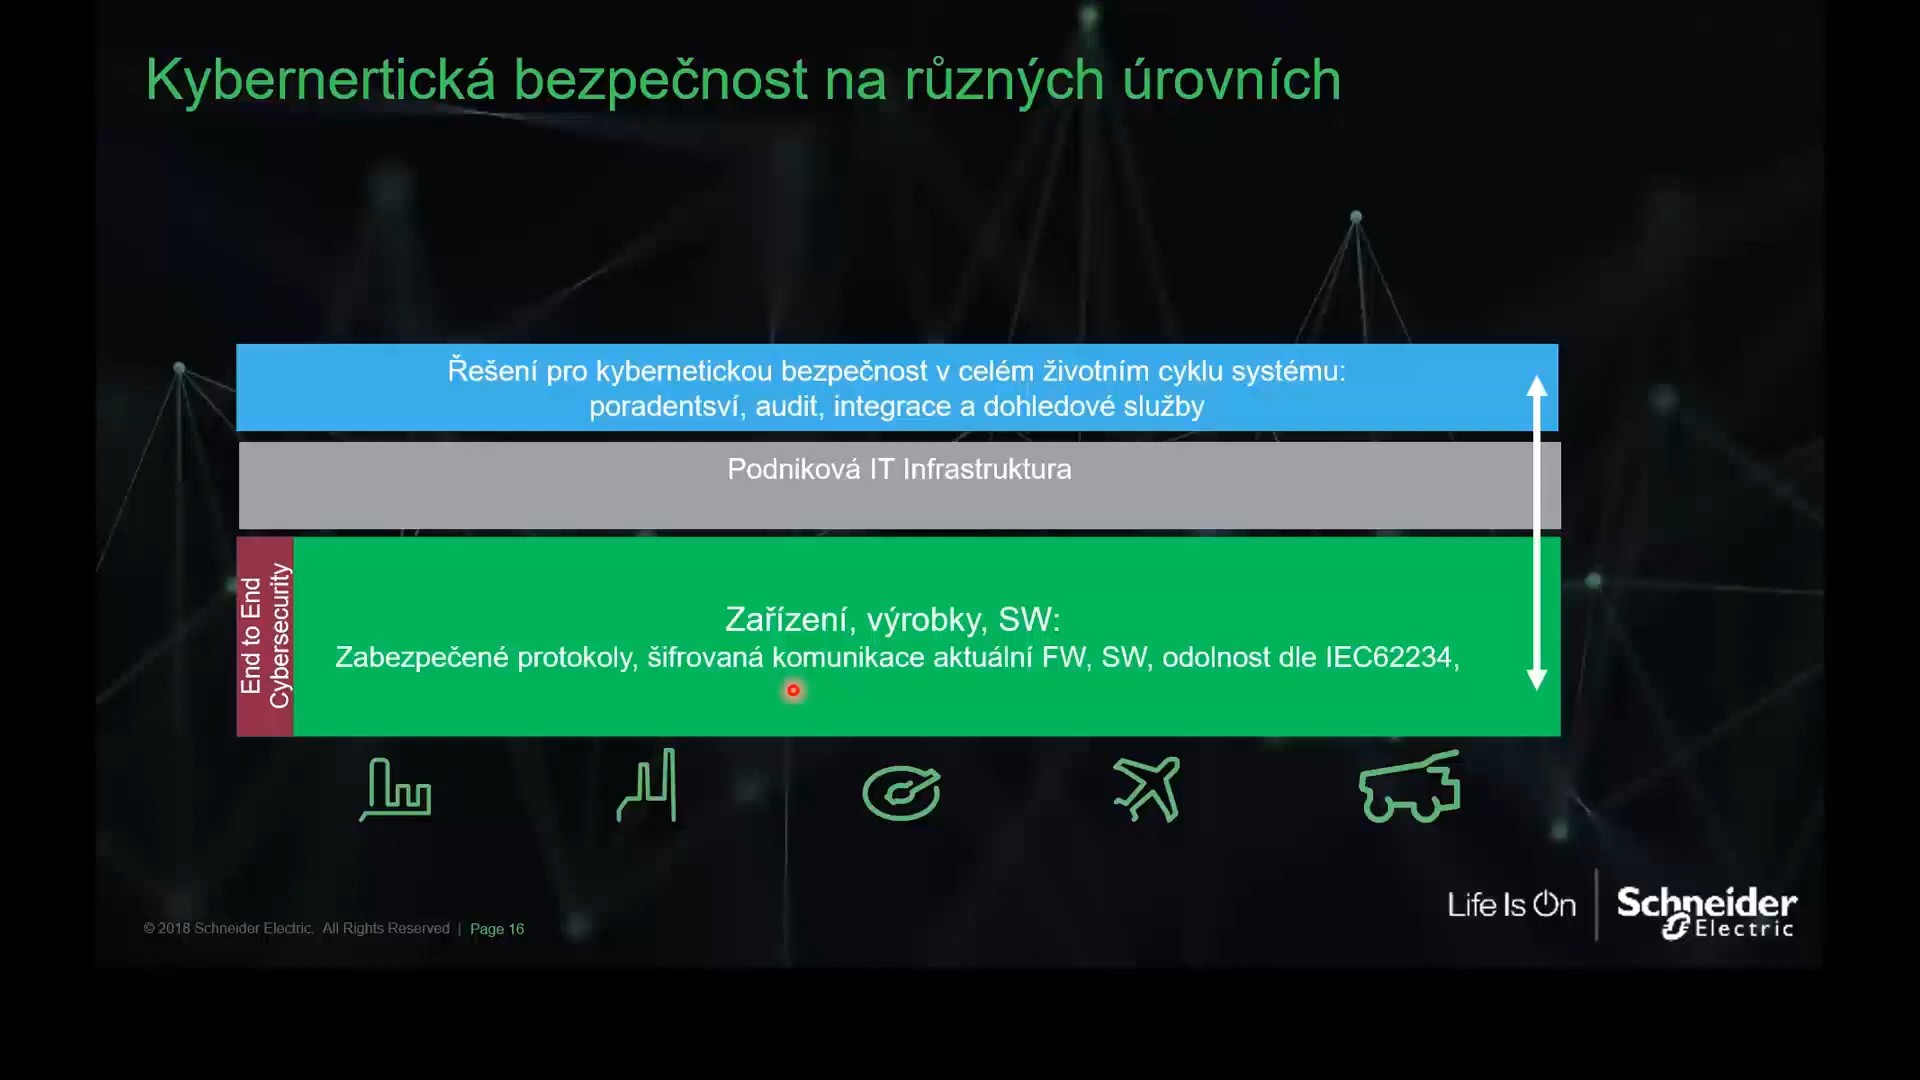 Kybernertická bezpečnost na různých úrovních
Řešení pro kybernetickou bezpečnost v celém životním cyklu systému:
poradentsví, audit, integrace a dohledové služby
Podniková IT Infrastruktura
End to End
Cybersecurity
Zařízení, výrobky, SW:
Zabezpečené protokoly, šifrovaná komunikace aktuální FW, SW, odolnost dle IEC62234,
Life Is On
Schneider
Electric
© 2018 Schneider Electric. All Rights Reserved | Page 16